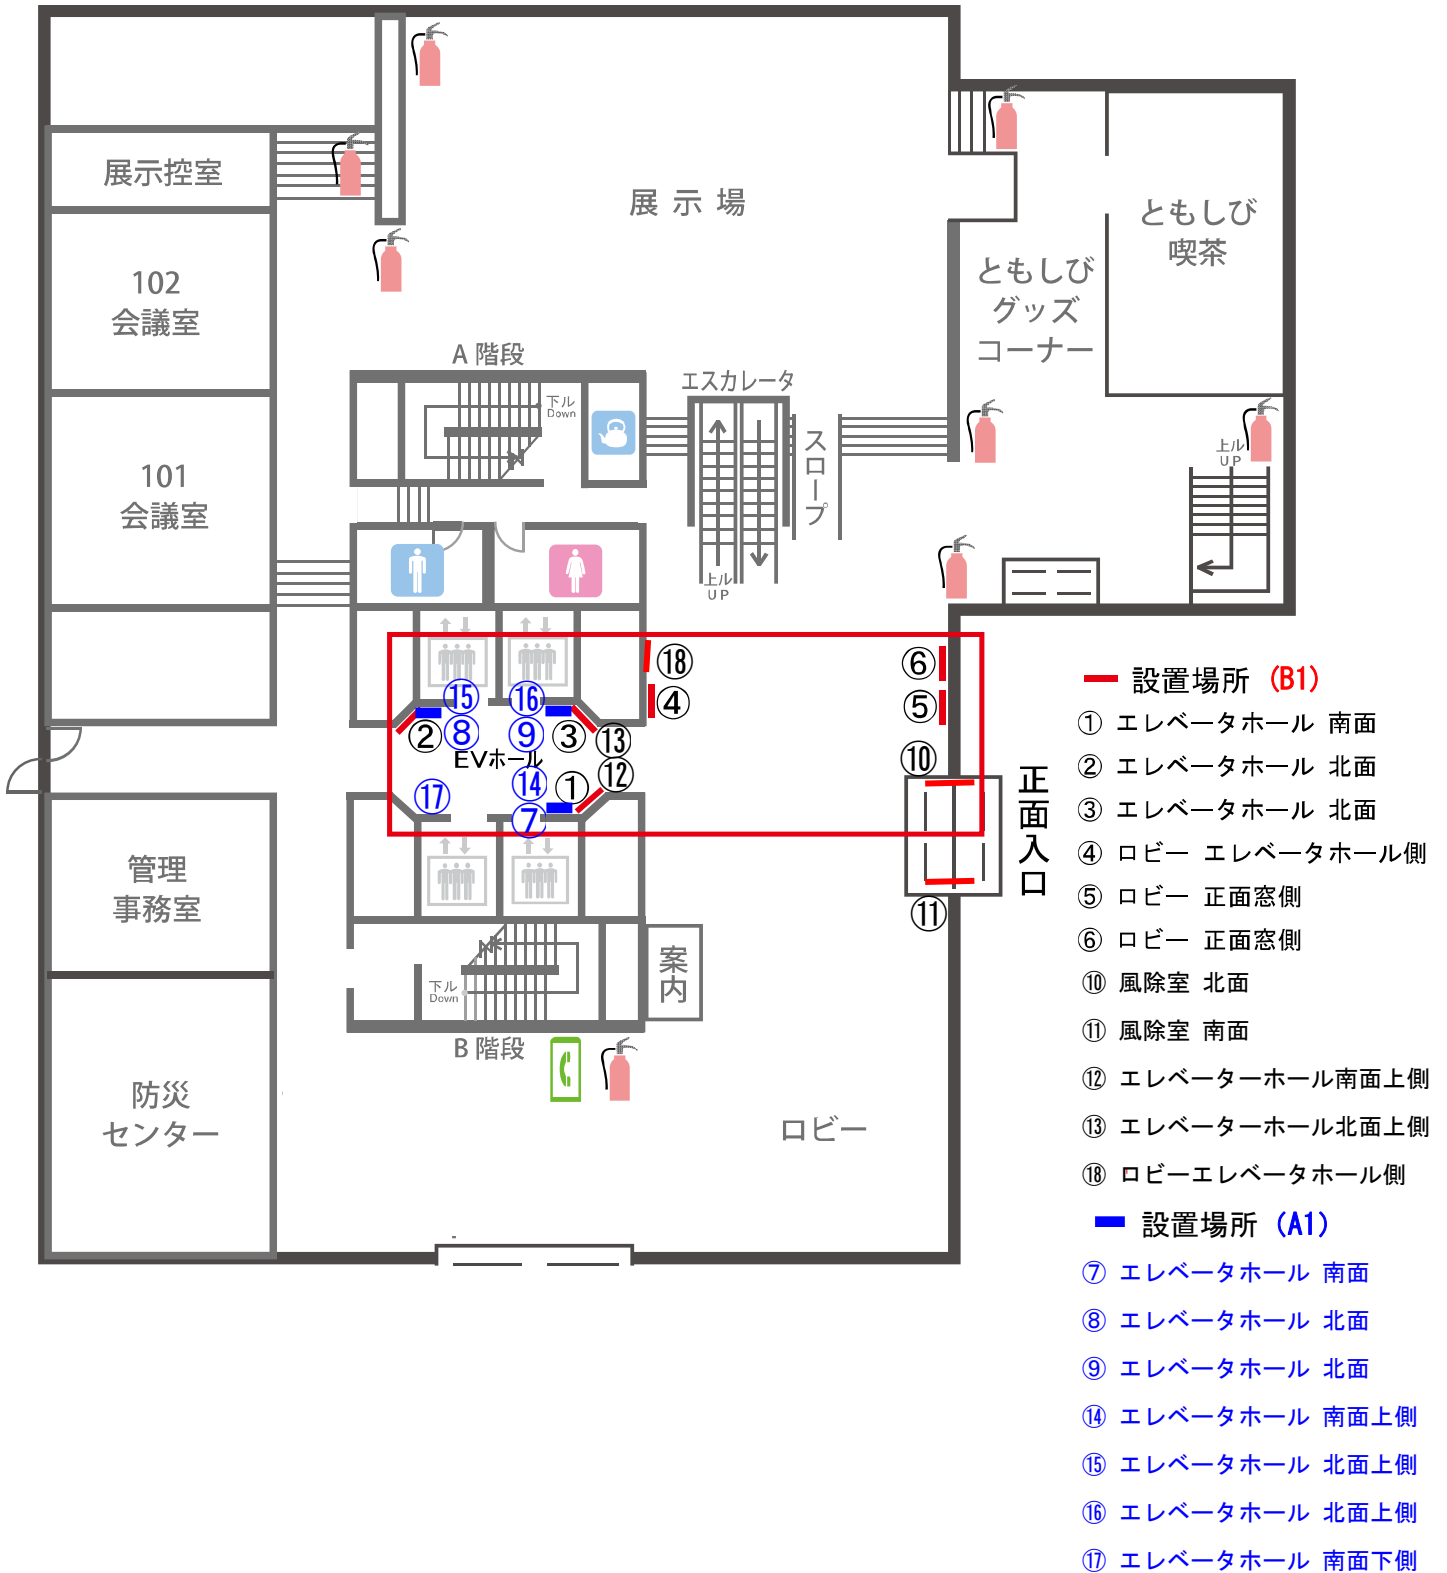 展示控室
展 示 場
ともしび
喫茶
ともしび
グッズ
コーナー
102
会議室
A 階段
エスカレータ
下ル
Down
スロープ
上ル
UP
101
会議室
上ル
UP
⑱
④
⑥
⑤
⑮
⑯
②
⑧
⑨
③
⑬
EVホール
⑫
⑩
⑭
①
⑰
⑦
正面入口
⑪
管理
事務室
案内
下ル
Down
B 階段
防災
センター
ロビー
設置場所 (B1)
① エレベータホール 南面
② エレベータホール 北面
③ エレベータホール 北面
④ ロビー エレベータホール側
⑤ ロビー 正面窓側
⑥ ロビー 正面窓側
⑩ 風除室 北面
⑪ 風除室 南面
⑫ エレベーターホール南面上側
⑬ エレベーターホール北面上側
⑱ ロビーエレベータホール側
設置場所 (A1)
⑦ エレベータホール 南面
⑧ エレベータホール 北面
⑨ エレベータホール 北面
⑭ エレベータホール 南面上側
⑮ エレベータホール 北面上側
⑯ エレベータホール 北面上側
⑰ エレベータホール 南面下側